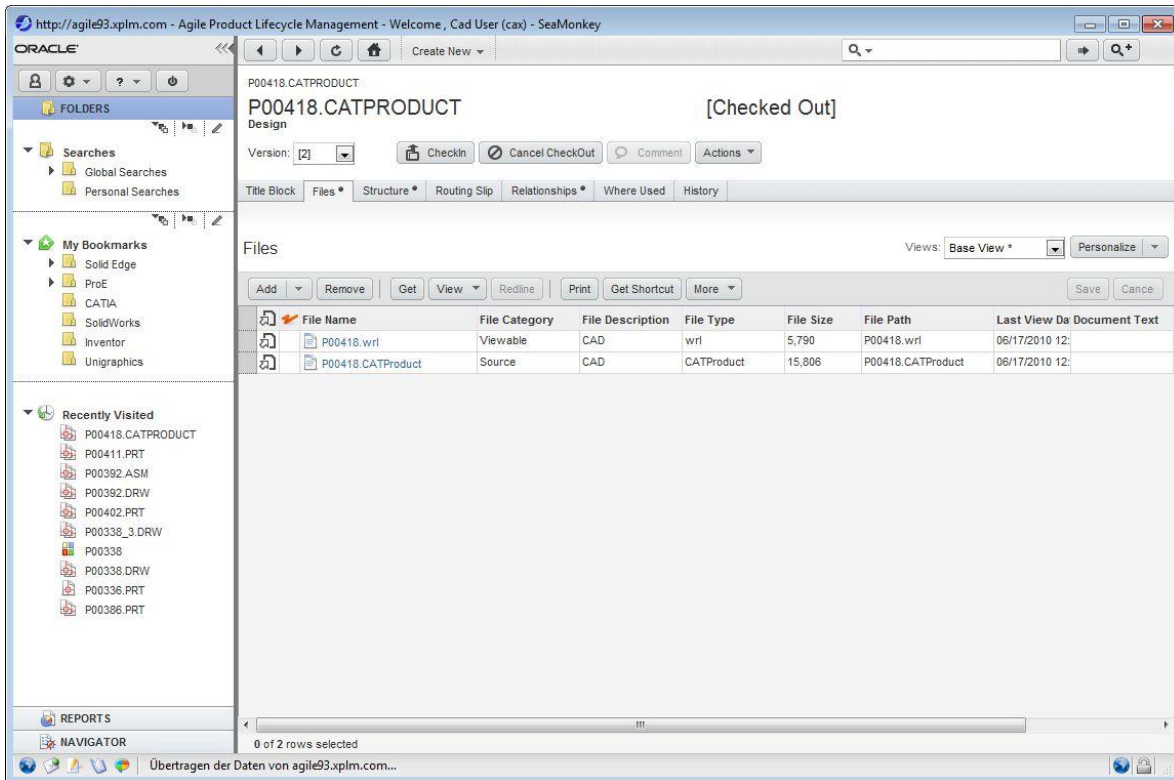 http://agile93.xplm.com - Agile Product Lifecycle Management - Welcome , Cad User (cax) - SeaMonkey
ORACLE
Create New
FOLDERS
Searches
Global Searches
Personal Searches
My Bookmarks
Solid Edge
ProE
CATIA
SolidWorks
Inventor
Unigraphics
Recently Visited
P00418.CATPRODUCT
P00411.PRT
P00392.ASM
P00392.DRW
P00402.PRT
P00338_3.DRW
P00338
P00338.DRW
P00336.PRT
P00386.PRT
REPORTS
NAVIGATOR
P00418.CATPRODUCT
P00418.CATPRODUCT [Checked Out]
Design
Version: [2] CheckIn Cancel CheckOut Comment Actions
Title Block Files Structure Routing Slip Relationships Where Used History
Files Views: Base View * Personalize
Add Remove Get View Redline Print Get Shortcut More Save Cance
File Name File Category File Description File Type File Size File Path Last View Da Document Text
P00418.wrl Viewable CAD wrl 5,790 P00418.wrl 06/17/2010 12:
P00418.CATProduct Source CAD CATProduct 15,806 P00418.CATProduct 06/17/2010 12:
0 of 2 rows selected
Übertragen der Daten von agile93.xplm.com...